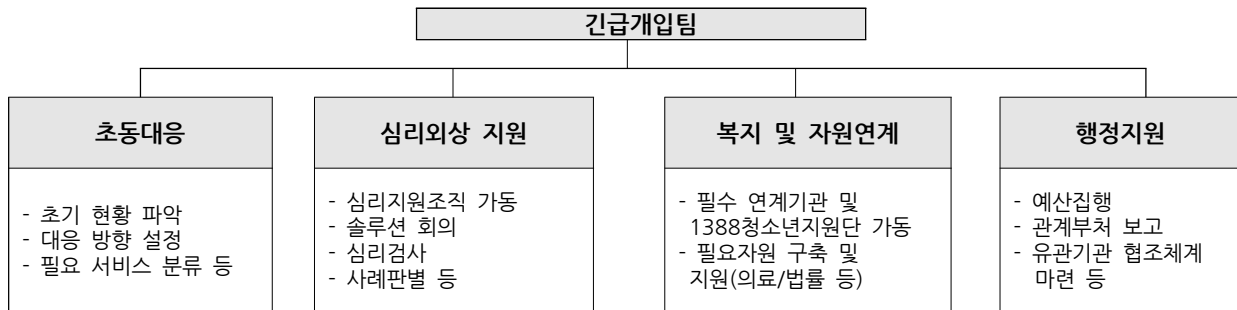 긴급개입팀
초동대응
- 초기 현황 파악
- 대응 방향 설정
- 필요 서비스 분류 등
심리외상 지원
- 심리지원조직 가동
- 솔루션 회의
- 심리검사
- 사례판별 등
복지 및 자원연계
- 필수 연계기관 및
1388청소년지원단 가동
- 필요자원 구축 및
지원(의료/법률 등)
행정지원
- 예산집행
- 관계부처 보고
- 유관기관 협조체계
마련 등